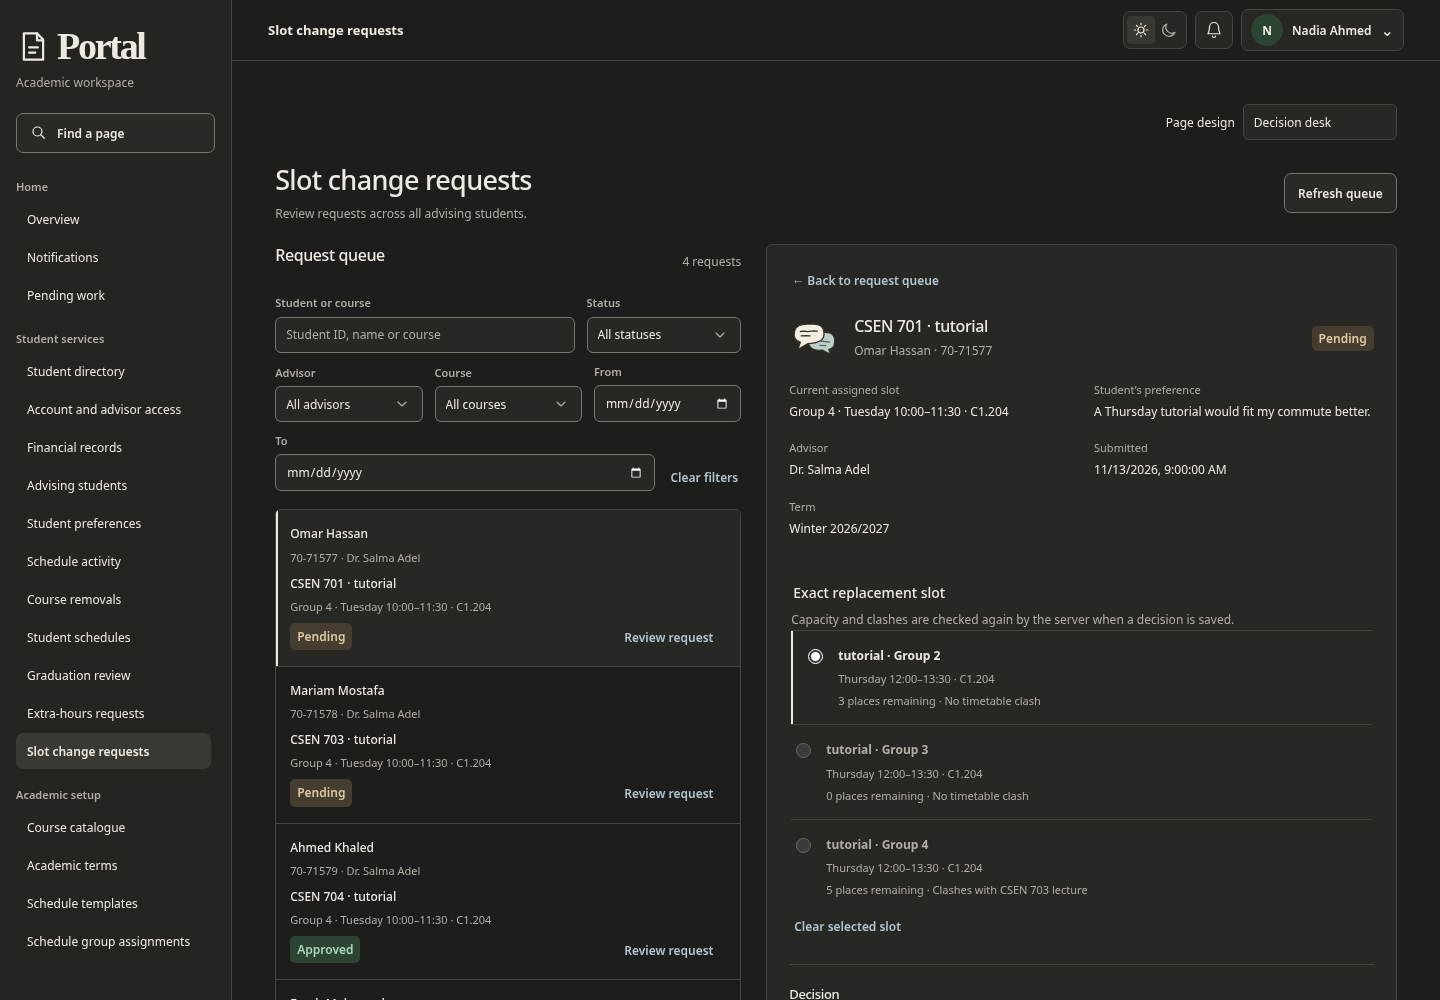 Portal
Academic workspace
Find a page
Home
Overview
Notifications
Pending work
Student services
Student directory
Account and advisor access
Financial records
Advising students
Student preferences
Schedule activity
Course removals
Student schedules
Graduation review
Extra-hours requests
Slot change requests
Academic setup
Course catalogue
Academic terms
Schedule templates
Schedule group assignments
Slot change requests
N Nadia Ahmed
Page design Decision desk
Slot change requests
Review requests across all advising students.
Refresh queue
Request queue
4 requests
Student or course
Student ID, name or course
Status
All statuses
Advisor
All advisors
Course
All courses
From
mm/dd/yyyy
To
mm/dd/yyyy
Clear filters
Omar Hassan
70-71577 · Dr. Salma Adel
CSEN 701 · tutorial
Group 4 · Tuesday 10:00–11:30 · C1.204
Pending
Review request
Mariam Mostafa
70-71578 · Dr. Salma Adel
CSEN 703 · tutorial
Group 4 · Tuesday 10:00–11:30 · C1.204
Pending
Review request
Ahmed Khaled
70-71579 · Dr. Salma Adel
CSEN 704 · tutorial
Group 4 · Tuesday 10:00–11:30 · C1.204
Approved
Review request
← Back to request queue
CSEN 701 · tutorial
Omar Hassan · 70-71577
Pending
Current assigned slot
Group 4 · Tuesday 10:00–11:30 · C1.204
Student's preference
A Thursday tutorial would fit my commute better.
Advisor
Dr. Salma Adel
Submitted
11/13/2026, 9:00:00 AM
Term
Winter 2026/2027
Exact replacement slot
Capacity and clashes are checked again by the server when a decision is saved.
tutorial · Group 2
Thursday 12:00–13:30 · C1.204
3 places remaining · No timetable clash
tutorial · Group 3
Thursday 12:00–13:30 · C1.204
0 places remaining · No timetable clash
tutorial · Group 4
Thursday 12:00–13:30 · C1.204
5 places remaining · Clashes with CSEN 703 lecture
Clear selected slot
Decision